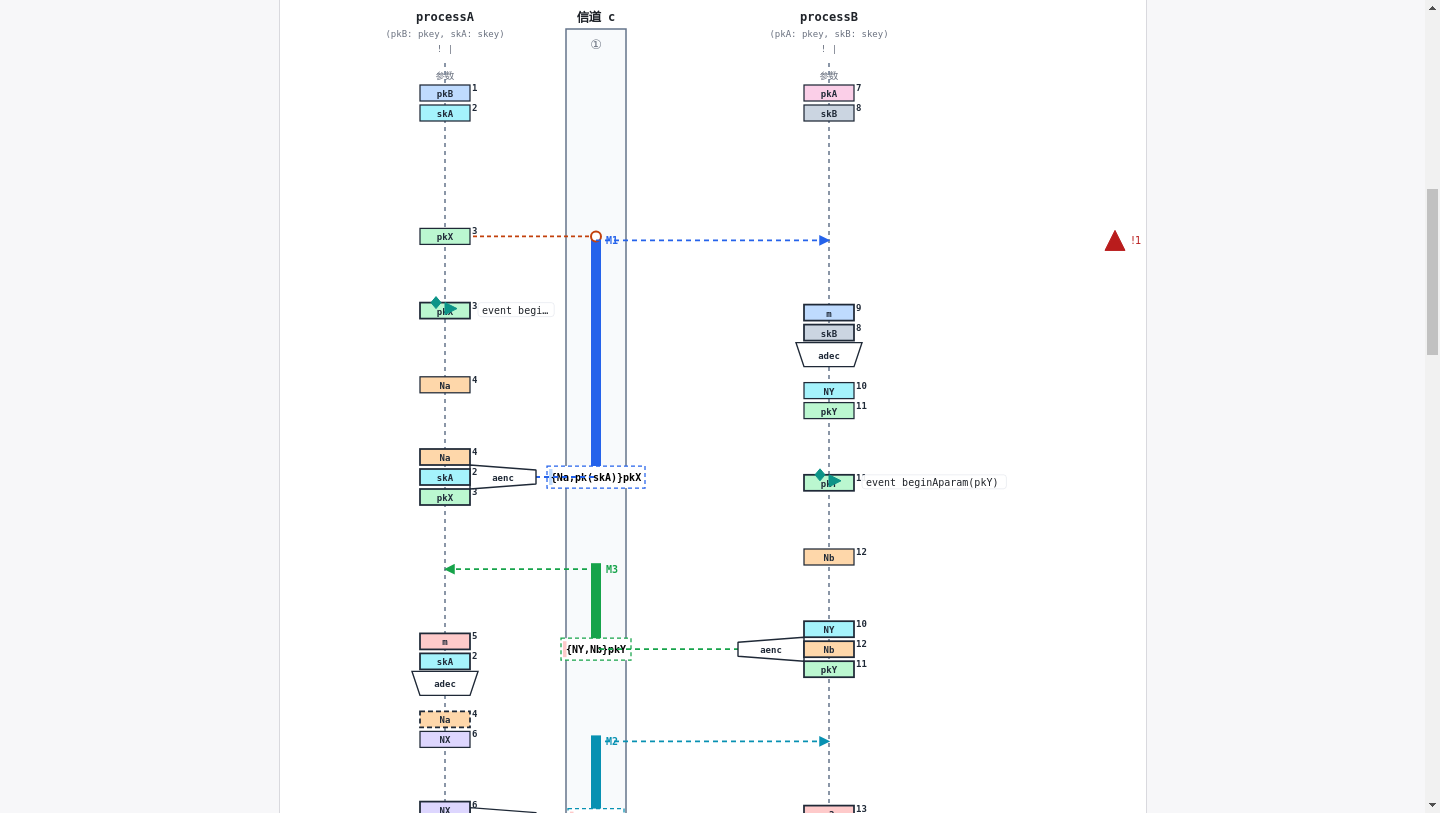 processA
信道 c
processB
(pkB: pkey, skA: skey)
(pkA: pkey, skB: skey)
! |
! |
①
参数
参数
pkB 1
pkA 7
skA 2
skB 8
pkX 3
M1
!1
pkX 3
event begi…
m 9
skB 8
adec
Na 4
NY 10
pkY 11
Na 4
skA 2
aenc
{Na,pk(skA)}pkX
pkX 3
event beginAparam(pkY)
Nb 12
M3
NY 10
m 5
{NY,Nb}pkY
aenc
Nb 12
skA 2
pkY 11
adec
Na 4
NX 6
M2
NX 6
13